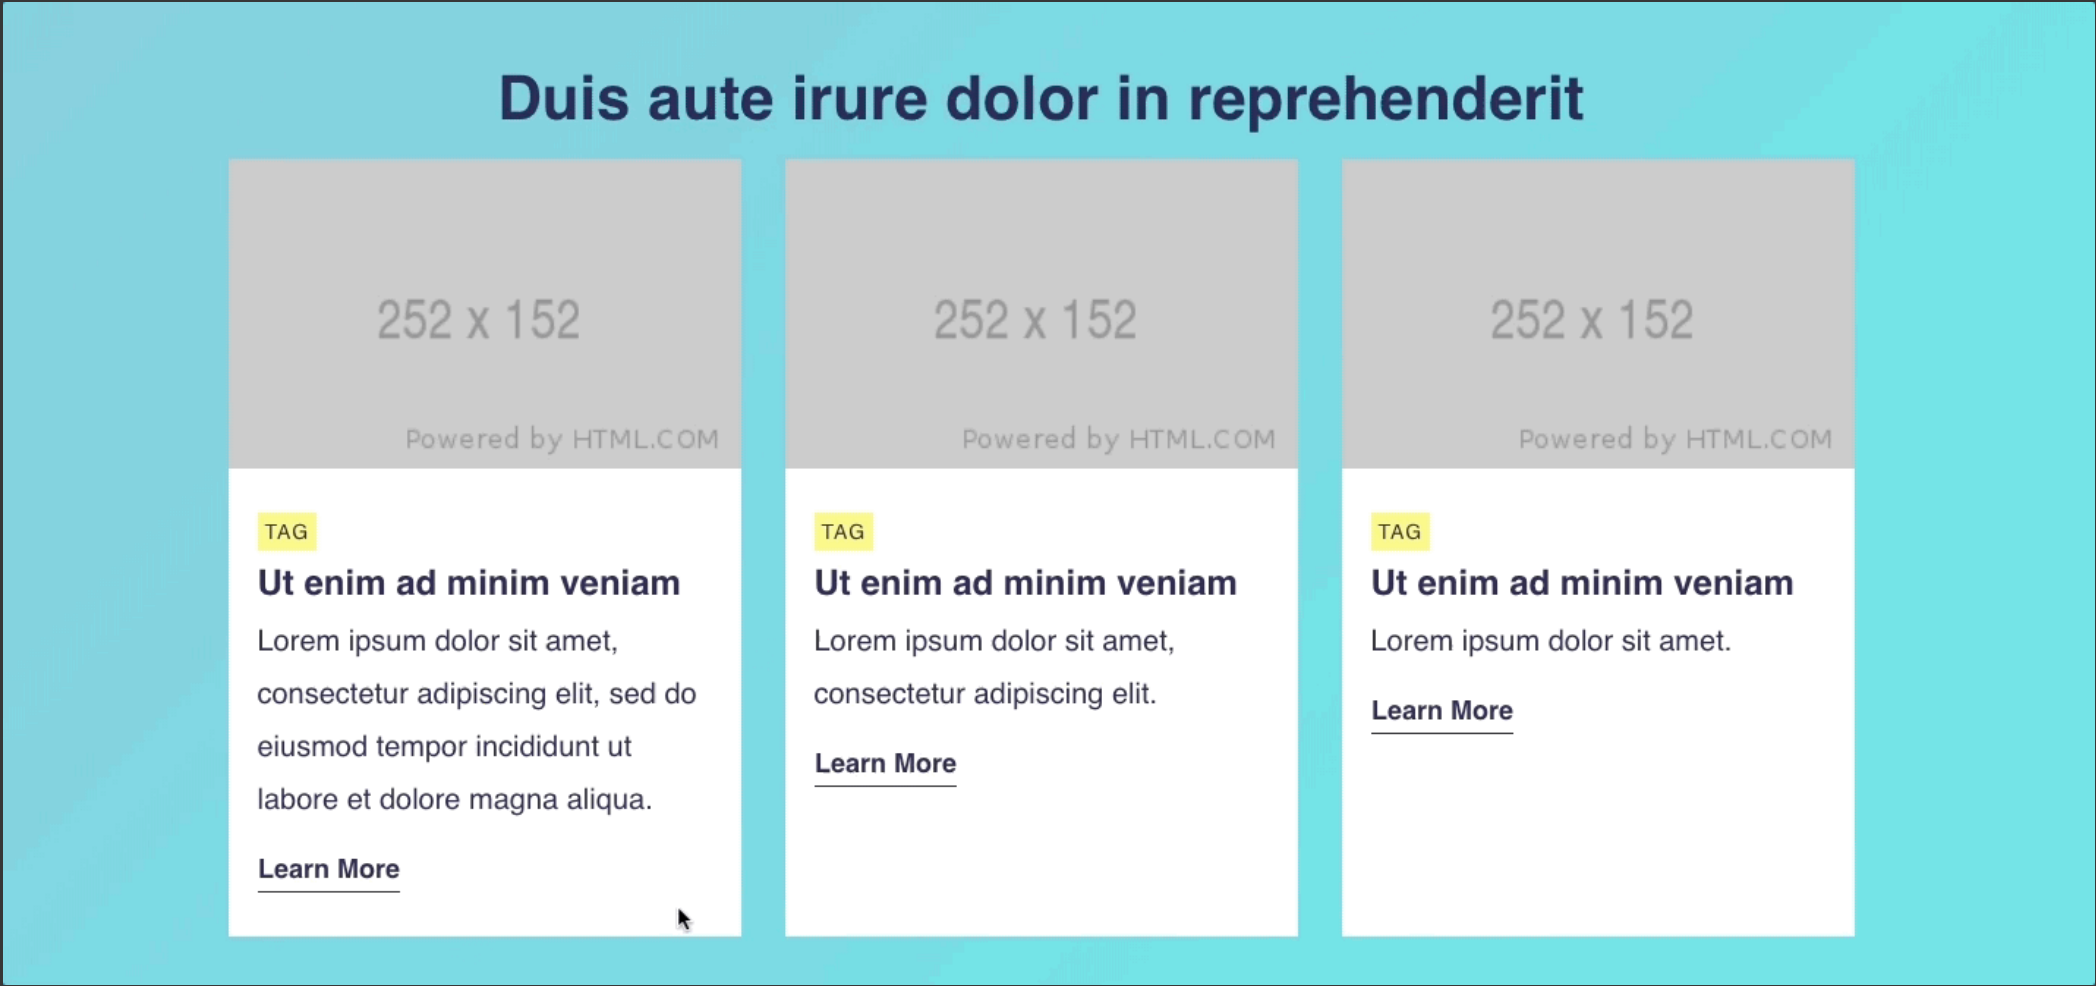 Duis aute irure dolor in reprehenderit
252 x 152
Powered by HTML.COM
TAG
Ut enim ad minim veniam
Lorem ipsum dolor sit amet,
consectetur adipiscing elit, sed do
eiusmod tempor incididunt ut
labore et dolore magna aliqua.
Learn More
252 x 152
Powered by HTML.COM
TAG
Ut enim ad minim veniam
Lorem ipsum dolor sit amet,
consectetur adipiscing elit.
Learn More
252 x 152
Powered by HTML.COM
TAG
Ut enim ad minim veniam
Lorem ipsum dolor sit amet.
Learn More